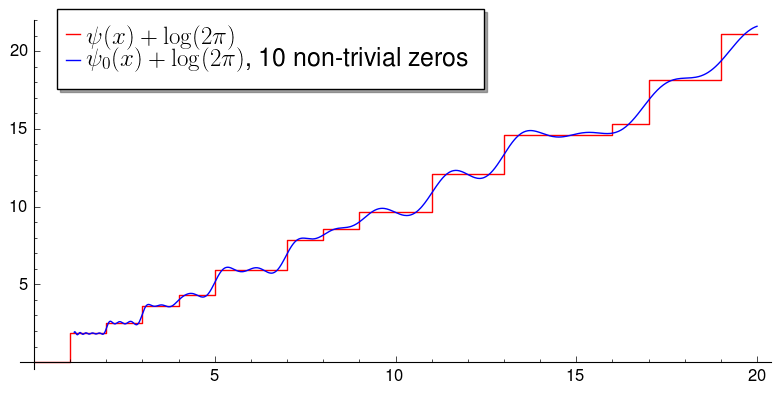 ψ(x) + log(2π)
ψ₀(x) + log(2π), 10 non-trivial zeros
20
15
10
5
5 10 15 20